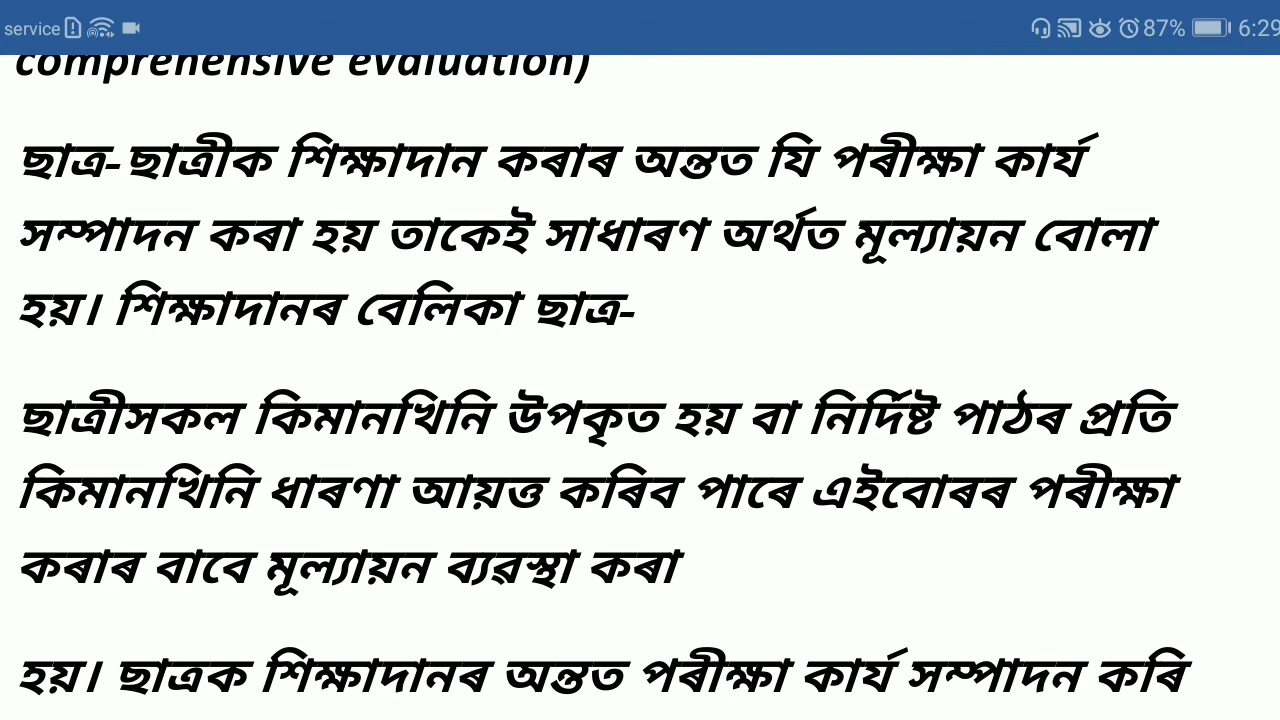 service 87% 6:29
comprehensive evaluation)
ছাত্ৰ-ছাত্ৰীক শিক্ষাদান কৰাৰ অন্তত যি পৰীক্ষা কাৰ্য
সম্পাদন কৰা হয় তাকেই সাধাৰণ অৰ্থত মূল্যায়ন বোলা
হয়। শিক্ষাদানৰ বেলিকা ছাত্ৰ-
ছাত্ৰীসকল কিমানখিনি উপকৃত হয় বা নিৰ্দিষ্ট পাঠৰ প্ৰতি
কিমানখিনি ধাৰণা আয়ত্ত কৰিব পাৰে এইবোৰৰ পৰীক্ষা
কৰাৰ বাবে মূল্যায়ন ব্যৱস্থা কৰা
হয়। ছাত্ৰক শিক্ষাদানৰ অন্তত পৰীক্ষা কাৰ্য সম্পাদন কৰি